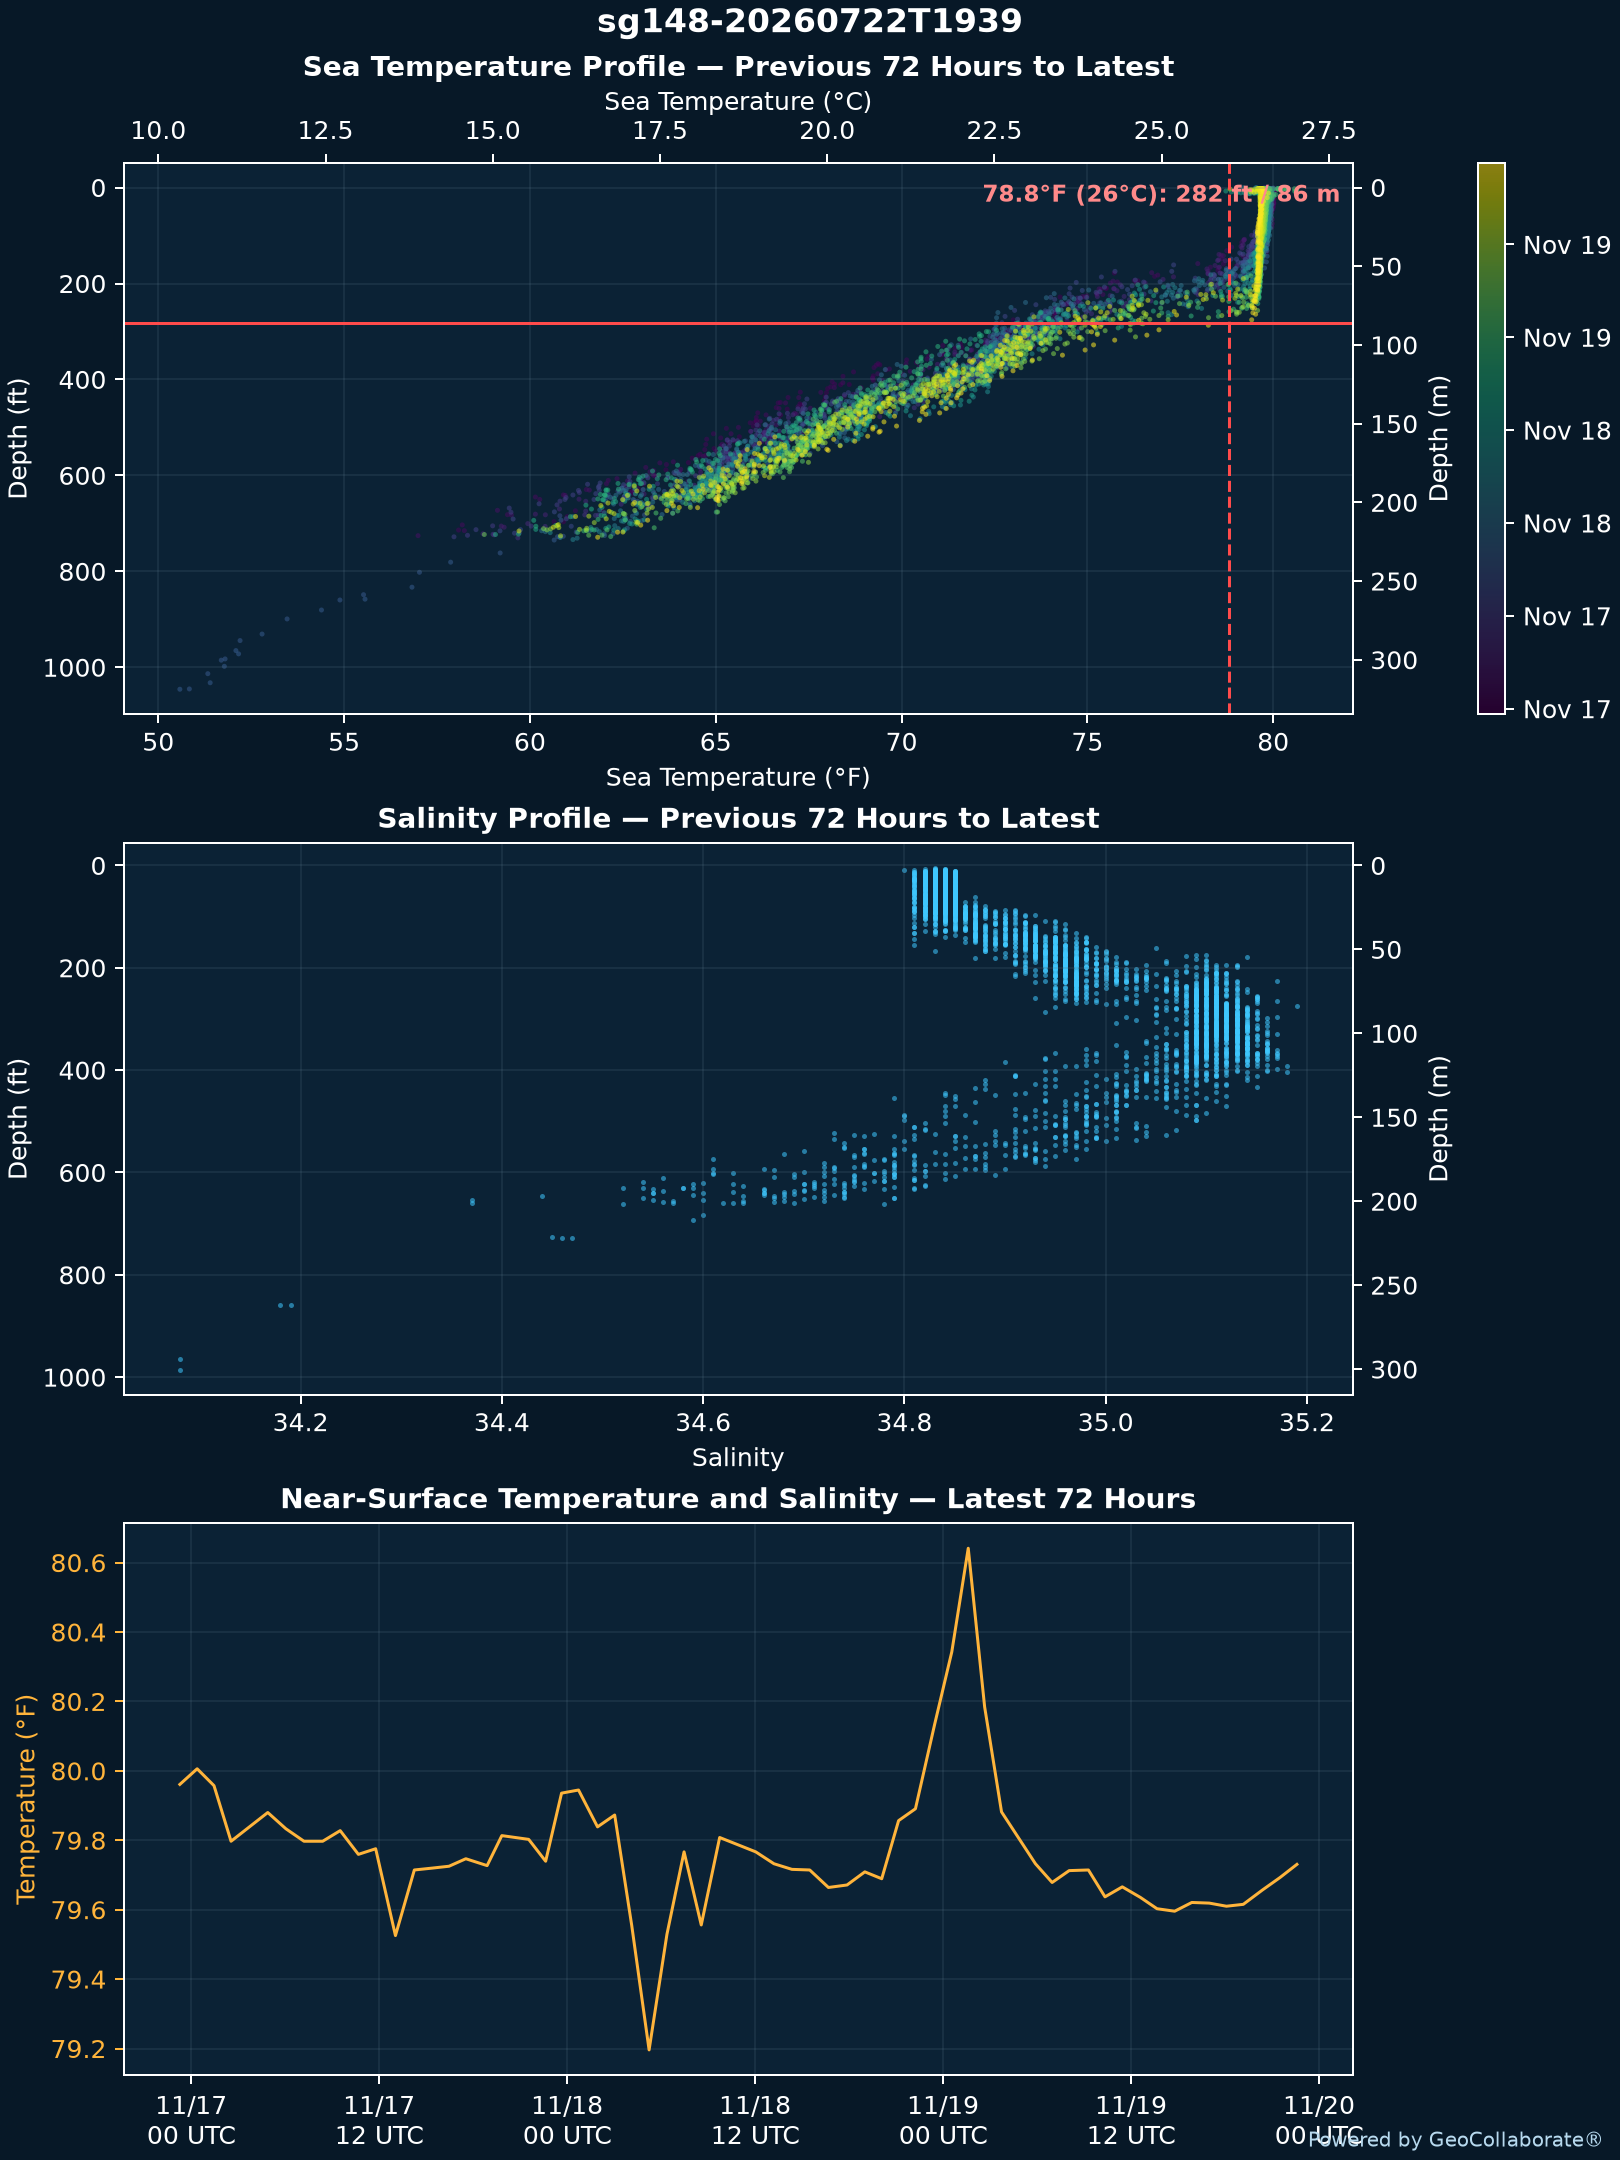 sg148-20260722T1939
Sea Temperature Profile — Previous 72 Hours to Latest
Sea Temperature (°C)
10.0 12.5 15.0 17.5 20.0 22.5 25.0 27.5
78.8°F (26°C): 282 ft / 86 m
Depth (ft)
0
200
400
600
800
1000
0
50
100
150
200
250
300
Depth (m)
Nov 19
Nov 19
Nov 18
Nov 18
Nov 17
Nov 17
50 55 60 65 70 75 80
Sea Temperature (°F)
Salinity Profile — Previous 72 Hours to Latest
Depth (ft)
0
200
400
600
800
1000
0
50
100
150
200
250
300
Depth (m)
34.2 34.4 34.6 34.8 35.0 35.2
Salinity
Near-Surface Temperature and Salinity — Latest 72 Hours
Temperature (°F)
80.6
80.4
80.2
80.0
79.8
79.6
79.4
79.2
11/17 11/17 11/18 11/18 11/19 11/19 11/20
00 UTC 12 UTC 00 UTC 12 UTC 00 UTC 12 UTC 00 UTC
Powered by GeoCollaborate®